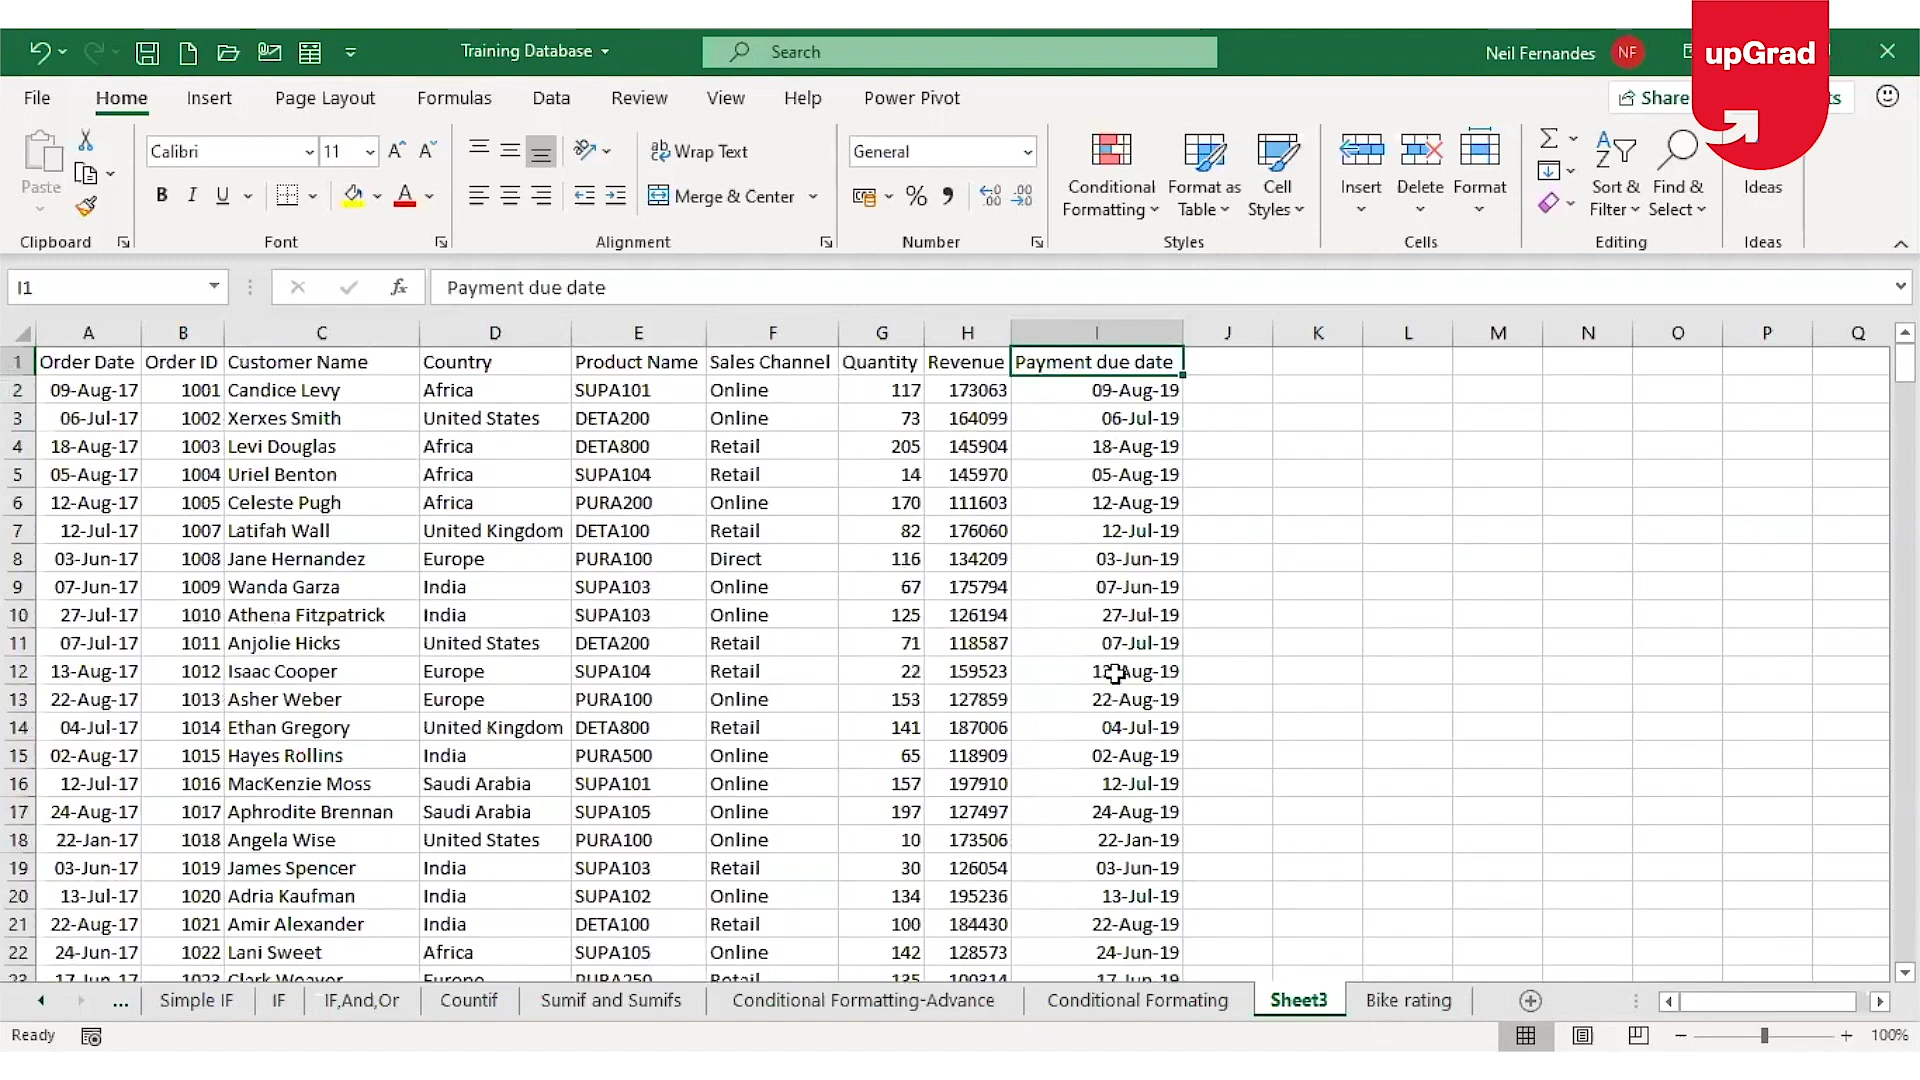 Training Database
Search
Neil Fernandes
NF
upGrad
File Home Insert Page Layout Formulas Data Review View Help Power Pivot
Share
Paste
Calibri 11
B I U
Wrap Text
Merge & Center
General
Conditional Formatting
Format as Table
Cell Styles
Insert Delete Format
Sort & Filter
Find & Select
Ideas
Clipboard Font Alignment Number Styles Cells Editing Ideas
I1 fx Payment due date
A B C D E F G H I J K L M N O P Q
1 Order Date Order ID Customer Name Country Product Name Sales Channel Quantity Revenue Payment due date
2 09-Aug-17 1001 Candice Levy Africa SUPA101 Online 117 173063 09-Aug-19
3 06-Jul-17 1002 Xerxes Smith United States DETA200 Online 73 164099 06-Jul-19
4 18-Aug-17 1003 Levi Douglas Africa DETA800 Retail 205 145904 18-Aug-19
5 05-Aug-17 1004 Uriel Benton Africa SUPA104 Retail 14 145970 05-Aug-19
6 12-Aug-17 1005 Celeste Pugh Africa PURA200 Online 170 111603 12-Aug-19
7 12-Jul-17 1007 Latifah Wall United Kingdom DETA100 Retail 82 176060 12-Jul-19
8 03-Jun-17 1008 Jane Hernandez Europe PURA100 Direct 116 134209 03-Jun-19
9 07-Jun-17 1009 Wanda Garza India SUPA103 Online 67 175794 07-Jun-19
10 27-Jul-17 1010 Athena Fitzpatrick India SUPA103 Online 125 126194 27-Jul-19
11 07-Jul-17 1011 Anjolie Hicks United States DETA200 Retail 71 118587 07-Jul-19
12 13-Aug-17 1012 Isaac Cooper Europe SUPA104 Retail 22 159523
13 22-Aug-17 1013 Asher Weber Europe PURA100 Online 153 127859 22-Aug-19
14 04-Jul-17 1014 Ethan Gregory United Kingdom DETA800 Retail 141 187006 04-Jul-19
15 02-Aug-17 1015 Hayes Rollins India PURA500 Online 65 118909 02-Aug-19
16 12-Jul-17 1016 MacKenzie Moss Saudi Arabia SUPA101 Online 157 197910 12-Jul-19
17 24-Aug-17 1017 Aphrodite Brennan Saudi Arabia SUPA105 Online 197 127497 24-Aug-19
18 22-Jan-17 1018 Angela Wise United States PURA100 Online 10 173506 22-Jan-19
19 03-Jun-17 1019 James Spencer India SUPA103 Retail 30 126054 03-Jun-19
20 13-Jul-17 1020 Adria Kaufman India SUPA102 Online 134 195236 13-Jul-19
21 22-Aug-17 1021 Amir Alexander India DETA100 Retail 100 184430 22-Aug-19
22 24-Jun-17 1022 Lani Sweet Africa SUPA105 Online 142 128573 24-Jun-19
... Simple IF IF IF,And,Or Countif Sumif and Sumifs Conditional Formatting-Advance Conditional Formating Sheet3 Bike rating
Ready 100%